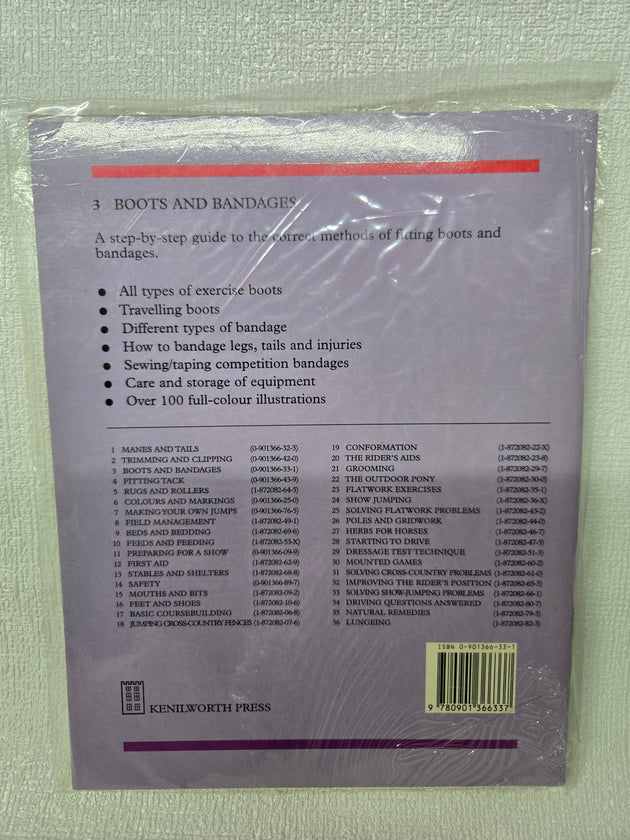 3 BOOTS AND BANDAGES
A step-by-step guide to the correct methods of fitting boots and
bandages.
● All types of exercise boots
● Travelling boots
● Different types of bandage
● How to bandage legs, tails and injuries
● Sewing/taping competition bandages
● Care and storage of equipment
● Over 100 full-colour illustrations
1 MANES AND TAILS (0-901366-32-3)
2 TRIMMING AND CLIPPING (0-901366-42-0)
3 BOOTS AND BANDAGES (0-901366-33-1)
4 FITTING TACK (0-901366-43-9)
5 RUGS AND ROLLERS (1-872082-64-5)
6 COLOURS AND MARKINGS (0-901366-25-0)
7 MAKING YOUR OWN JUMPS (0-901366-76-5)
8 FIELD MANAGEMENT (1-872082-49-1)
9 BEDS AND BEDDING (1-872082-69-6)
10 FEEDS AND FEEDING (1-872082-53-X)
11 PREPARING FOR A SHOW (0-901366-09-9)
12 FIRST AID (1-872082-62-9)
13 STABLES AND SHELTERS (1-872082-68-8)
14 SAFETY (0-901366-89-7)
15 MOUTHS AND BITS (1-872082-09-2)
16 FEET AND SHOES (1-872082-10-6)
17 BASIC COURSEBUILDING (1-872082-06-8)
18 JUMPING CROSS-COUNTRY FENCES (1-872082-07-6)
19 CONFORMATION (1-872082-22-X)
20 THE RIDER'S AIDS (1-872082-23-8)
21 GROOMING (1-872082-29-7)
22 THE OUTDOOR PONY (1-872082-30-0)
23 FLATWORK EXERCISES (1-872082-35-1)
24 SHOW JUMPING (1-872082-36-X)
25 SOLVING FLATWORK PROBLEMS (1-872082-43-2)
26 POLES AND GRIDWORK (1-872082-44-0)
27 HERBS FOR HORSES (1-872082-46-7)
28 STARTING TO DRIVE (1-872082-47-5)
29 DRESSAGE TEST TECHNIQUE (1-872082-51-3)
30 MOUNTED GAMES (1-872082-60-2)
31 SOLVING CROSS-COUNTRY PROBLEMS (1-872082-61-0)
32 IMPROVING THE RIDER'S POSITION (1-872082-65-3)
33 SOLVING SHOW-JUMPING PROBLEMS (1-872082-66-1)
34 DRIVING QUESTIONS ANSWERED (1-872082-80-7)
35 NATURAL REMEDIES (1-872082-79-3)
36 LUNGEING (1-872082-82-3)
ISBN 0-901366-33-1
9 780901 366337
KENILWORTH PRESS